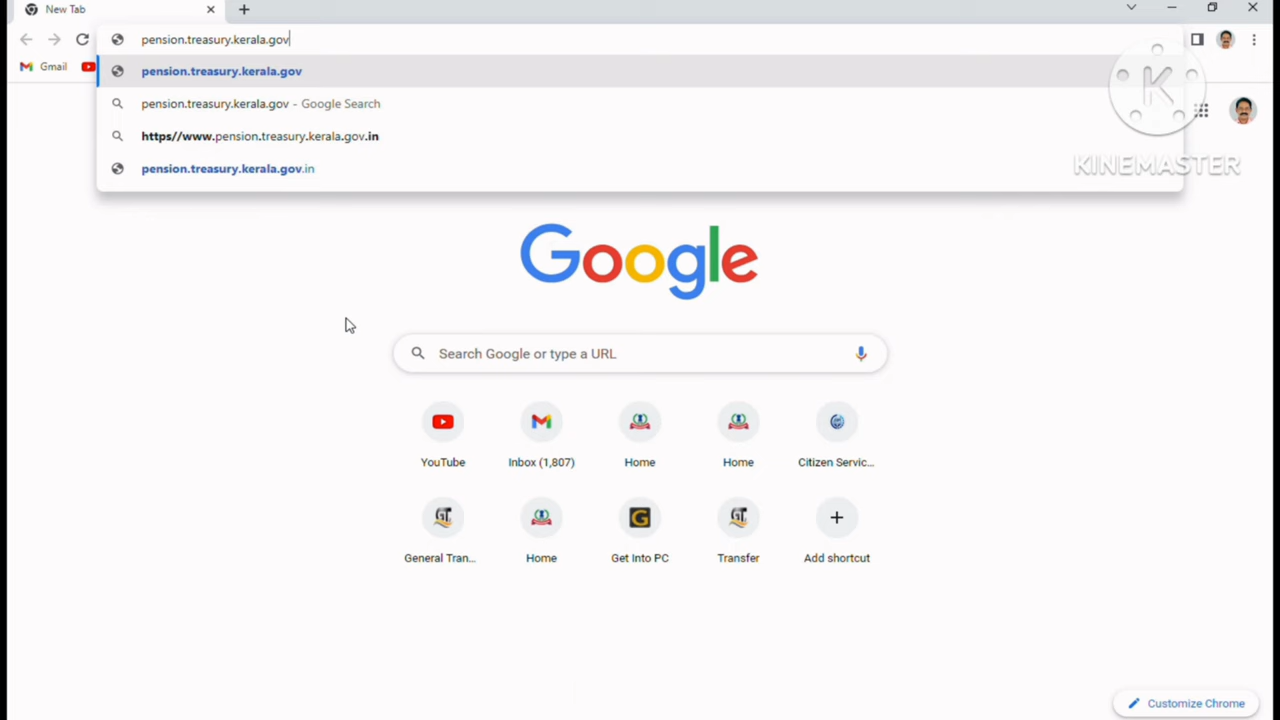 New Tab
pension.treasury.kerala.gov
Gmail
pension.treasury.kerala.gov
pension.treasury.kerala.gov - Google Search
https//www.pension.treasury.kerala.gov.in
pension.treasury.kerala.gov.in
K
KINEMASTER
Google
Search Google or type a URL
YouTube
Inbox (1,807)
Home
Home
Citizen Servic...
GT
G
GT
General Tran...
Home
Get Into PC
Transfer
Add shortcut
Customize Chrome